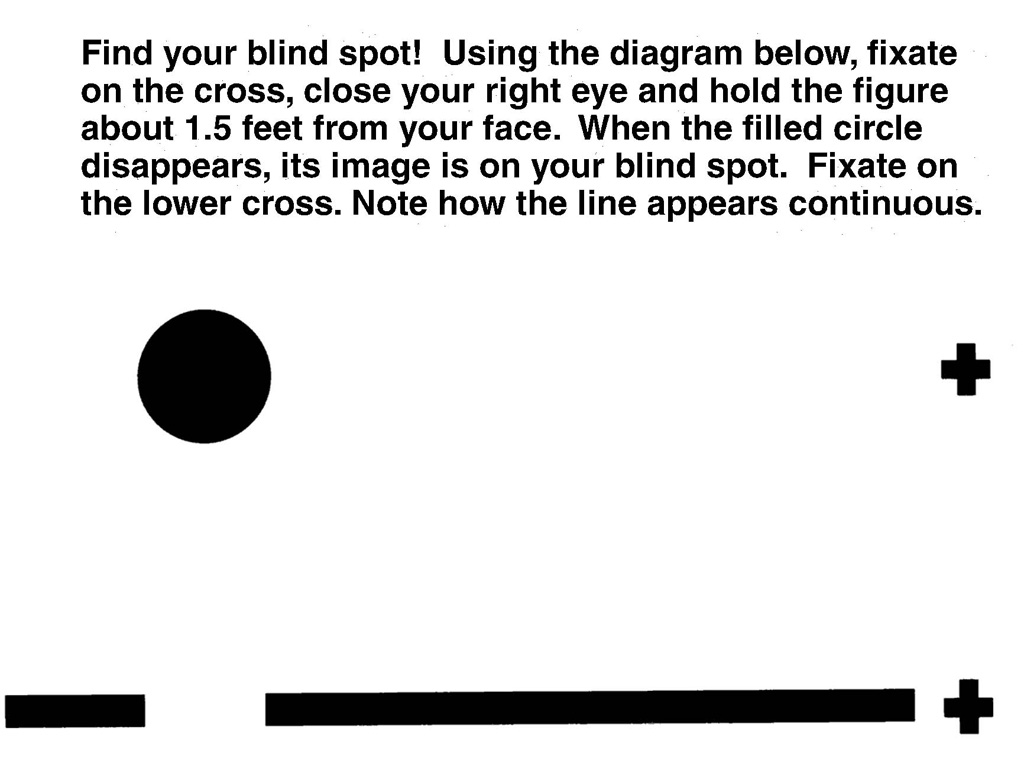 Find your blind spot!  Using the diagram below, fixate
on the cross, close your right eye and hold the figure
about 1.5 feet from your face.  When the filled circle
disappears, its image is on your blind spot.  Fixate on
the lower cross. Note how the line appears continuous.